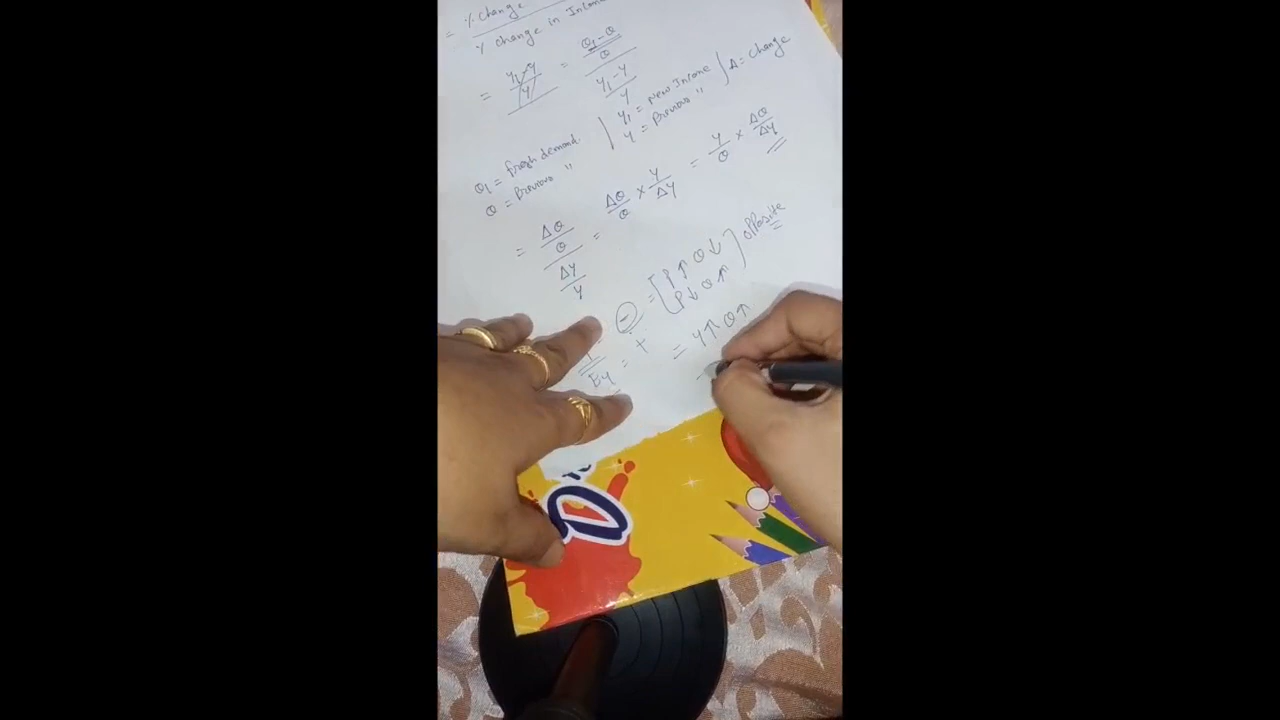 = % Change
% Change in Income
= Y1-Y / Y = Q1-Q / Q / Y1-Y / Y
Y1 = New Income
Y = Previous "
Δ = Change
Q1 = fresh demand.
Q = Previous "
= ΔQ / Q / ΔY / Y = ΔQ / Q × Y / ΔY = Y / Q × ΔQ / ΔY
- = [P↑ Q↓
P↓ Q↑] opposite
Ey = + = Y↑ Q↑